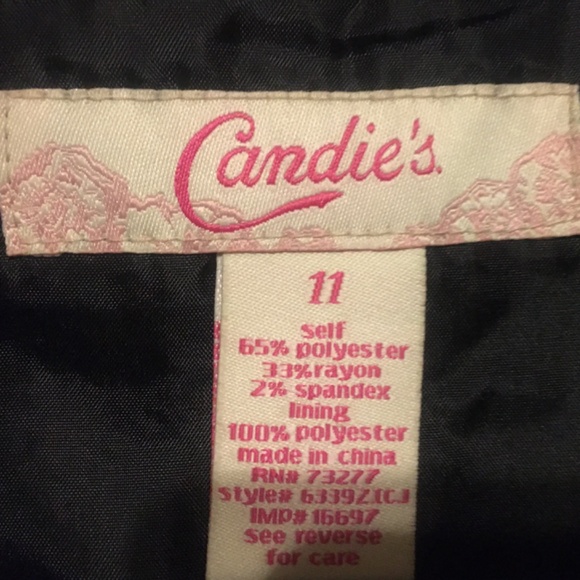 Candie's.
11
self
65% polyester
33% rayon
2% spandex
lining
100% polyester
made in china
RN# 73277
style# 6339Z(C)
IMP# 16697
see reverse
for care